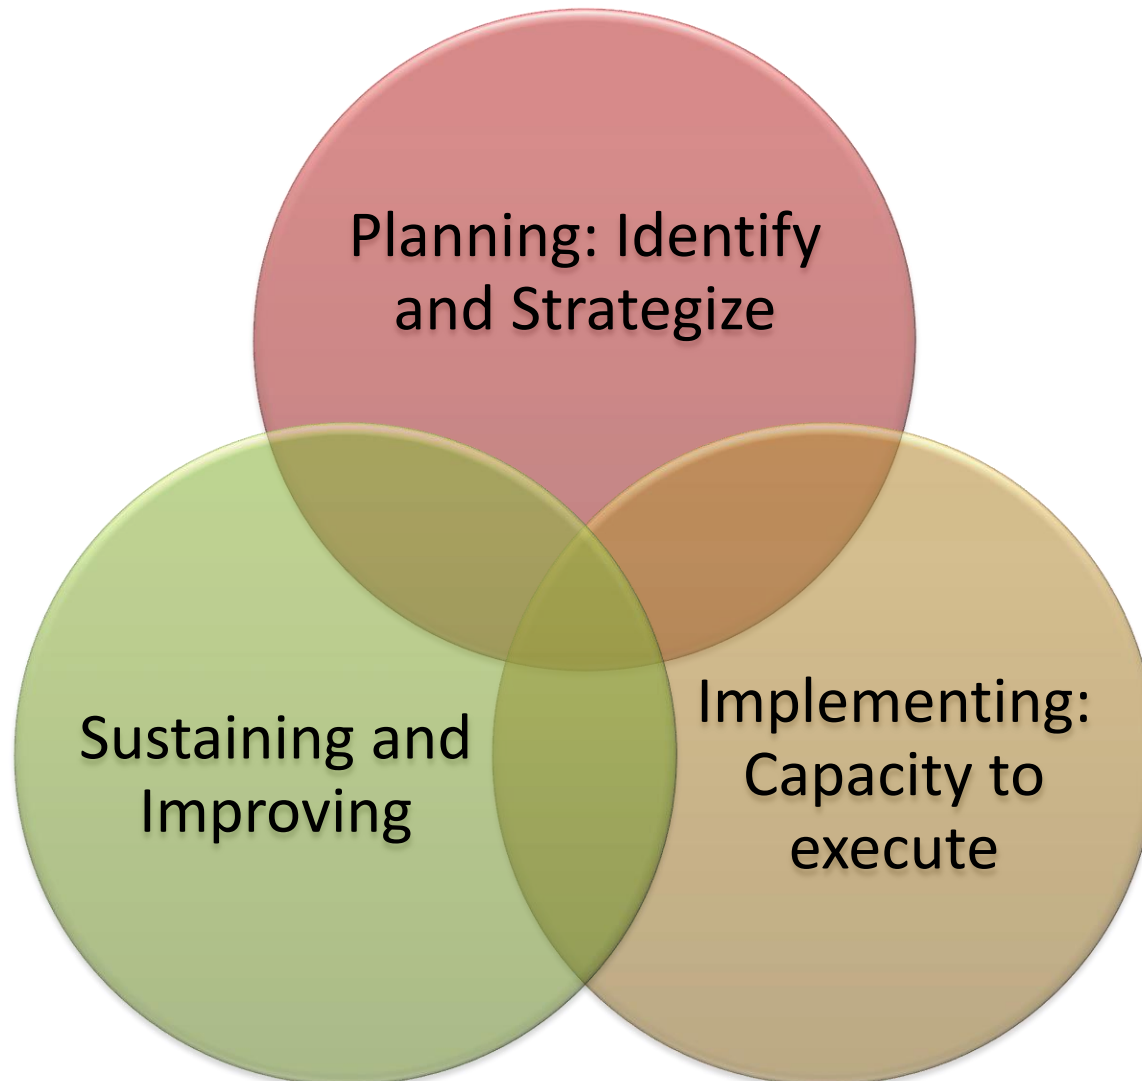 Planning: Identify
and Strategize
Sustaining and
Improving
Implementing:
Capacity to
execute